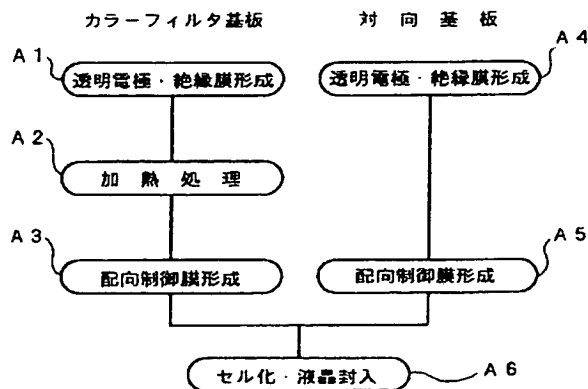 カラーフィルタ基板 対向基板
A1 透明電極・絶縁膜形成 透明電極・絶縁膜形成 A4
A2 加熱処理
A3 配向制御膜形成 配向制御膜形成 A5
セル化・液晶封入 A6